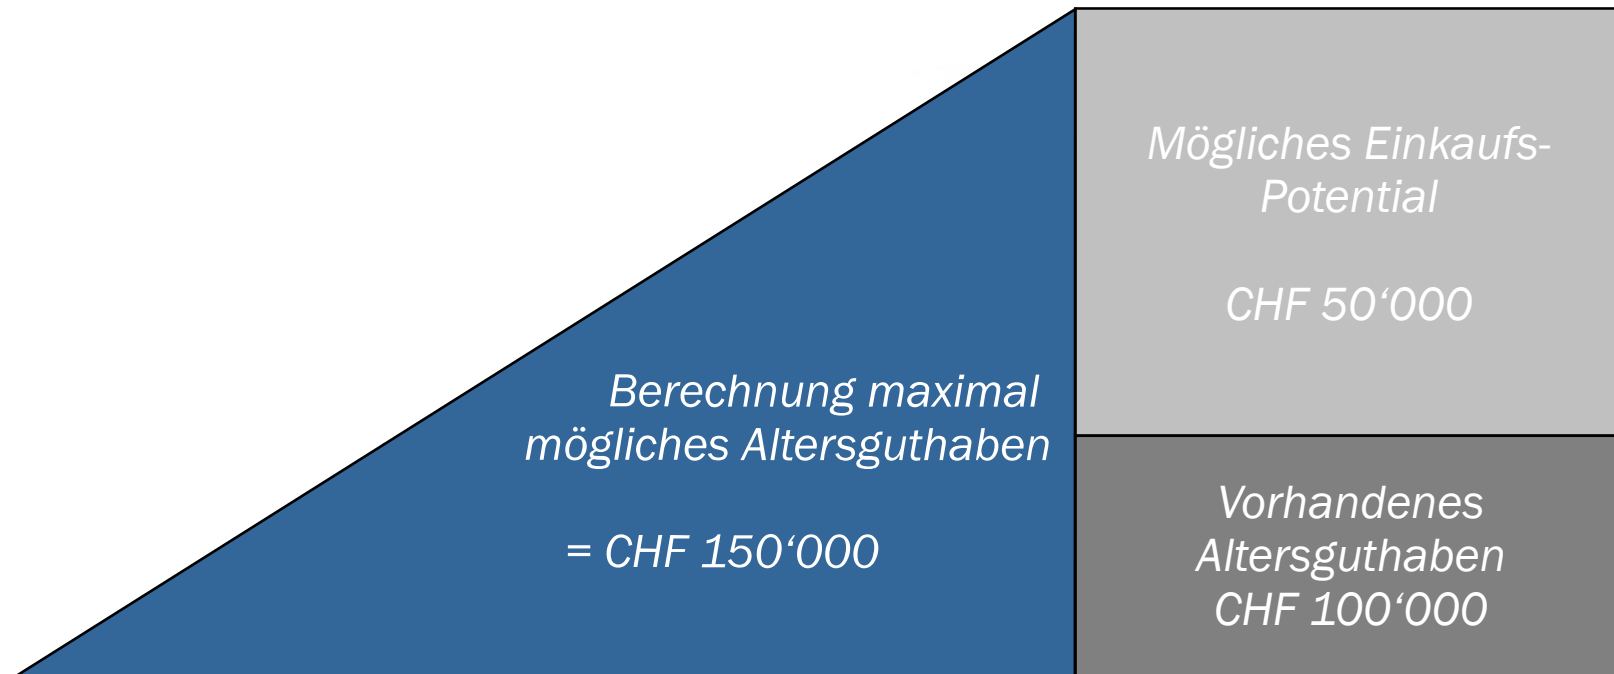 Berechnung maximal
mögliches Altersguthaben
= CHF 150‘000
Mögliches Einkaufs-
Potential
CHF 50‘000
Vorhandenes
Altersguthaben
CHF 100‘000